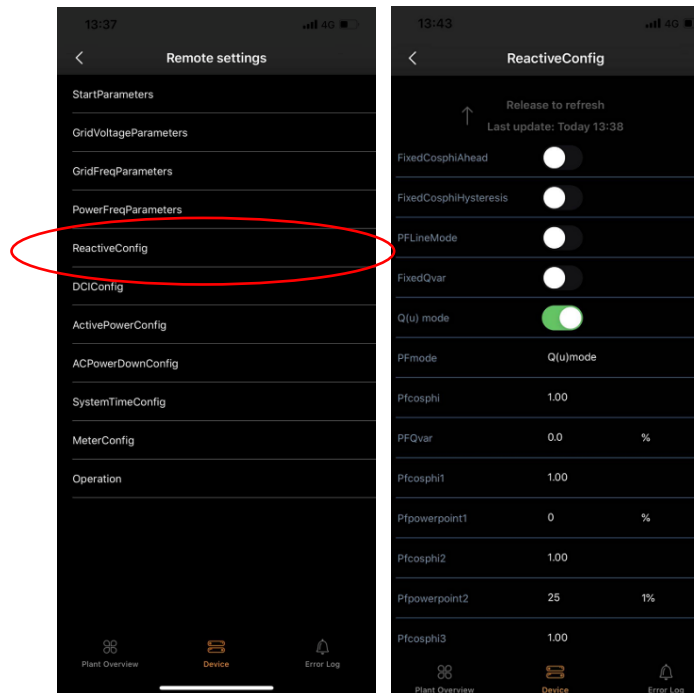 13:37
4G
Remote settings
StartParameters
GridVoltageParameters
GridFreqParameters
PowerFreqParameters
ReactiveConfig
DCIConfig
ActivePowerConfig
ACPowerDownConfig
SystemTimeConfig
MeterConfig
Operation
Plant Overview
Device
Error Log
13:43
4G
ReactiveConfig
Release to refresh
Last update: Today 13:38
FixedCosphiAhead
FixedCosphiHysteresis
PFLineMode
FixedQvar
Q(u) mode
PFmode Q(u)mode
Pfcosphi 1.00
PFQvar 0.0 %
Pfcosphi1 1.00
Pfpowerpoint1 0 %
Pfcosphi2 1.00
Pfpowerpoint2 25 1%
Pfcosphi3 1.00
Plant Overview
Device
Error Log